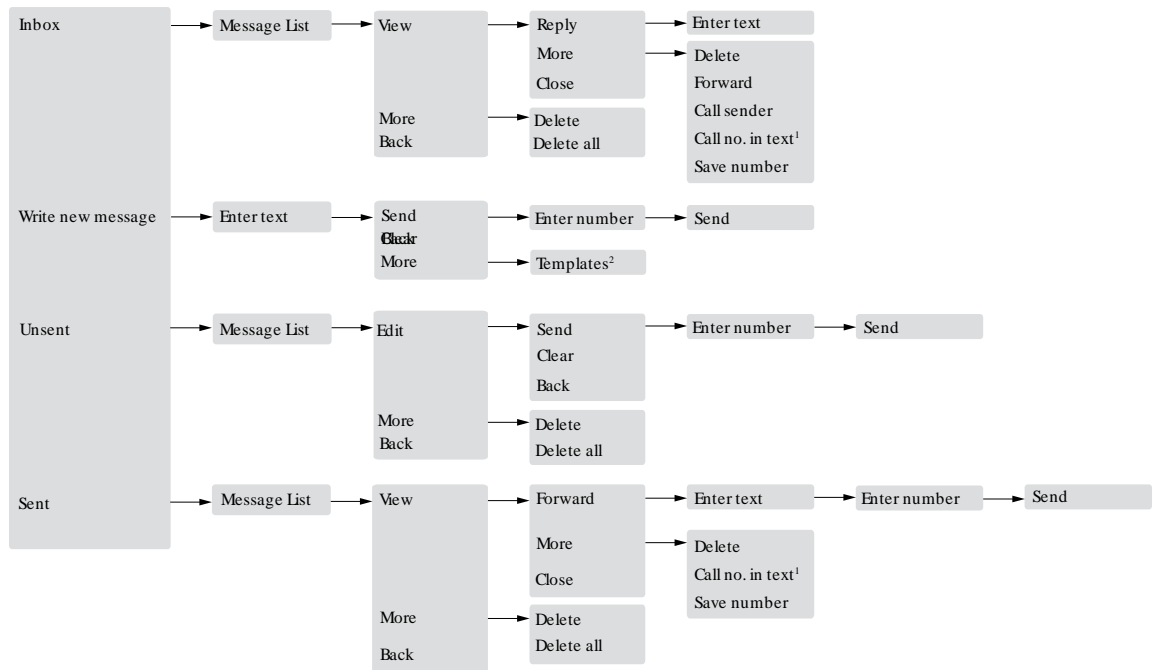 Inbox
Message List
View
More
Back
Reply
More
Close
Delete
Delete all
Enter text
Delete
Forward
Call sender
Call no. in text¹
Save number
Write new message
Enter text
Send
More
Enter number
Send
Templates²
Unsent
Message List
Edit
More
Back
Send
Clear
Back
Delete
Delete all
Enter number
Send
Sent
Message List
View
More
Back
Forward
More
Close
Delete
Delete all
Enter text
Enter number
Send
Delete
Call no. in text¹
Save number